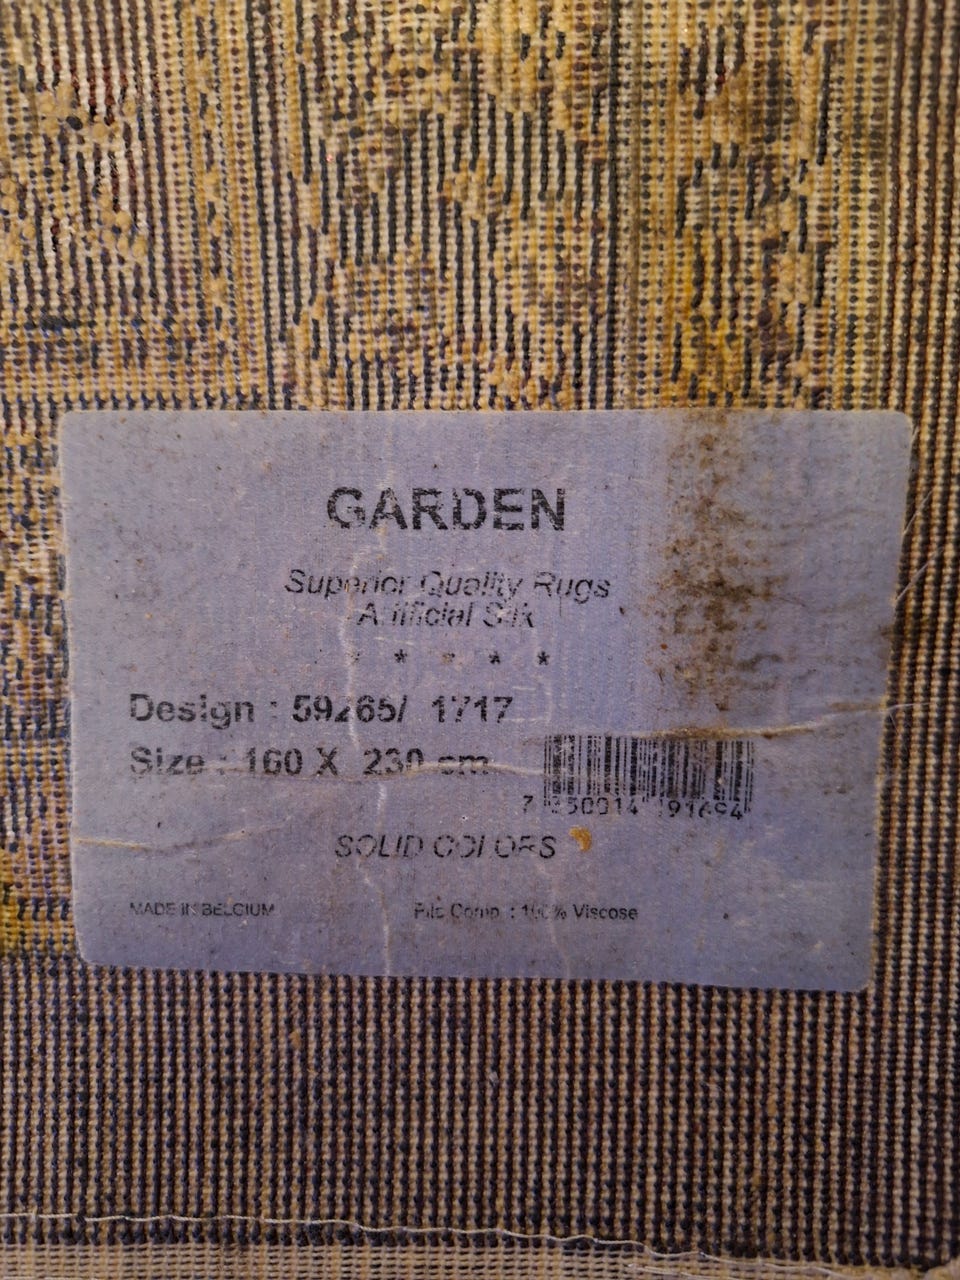 GARDEN
Superior Quality Rugs
Artificial Silk
* * * * *
Design : 59265/ 1717
Size : 160 X 230 cm
SOLID COLORS
MADE IN BELGIUM
Pile Comp. : 100% Viscose